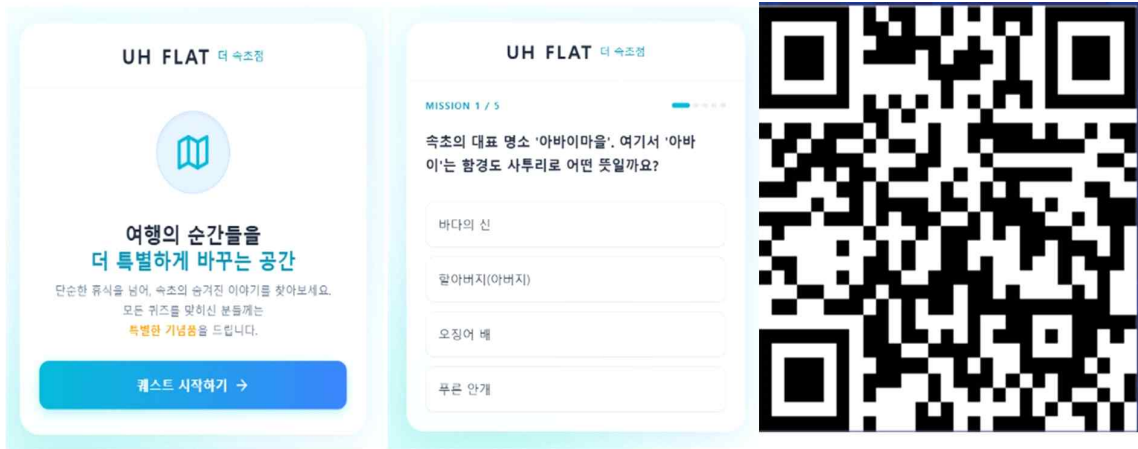 UH FLAT 더 속초점
여행의 순간들을
더 특별하게 바꾸는 공간
단순한 휴식을 넘어, 속초의 숨겨진 이야기를 찾아보세요.
모든 퀴즈를 맞히신 분들께는
특별한 기념품을 드립니다.
퀘스트 시작하기 →
UH FLAT 더 속초점
MISSION 1 / 5
속초의 대표 명소 '아바이마을'. 여기서 '아바
이'는 함경도 사투리로 어떤 뜻일까요?
바다의 신
할아버지(아버지)
오징어 배
푸른 안개